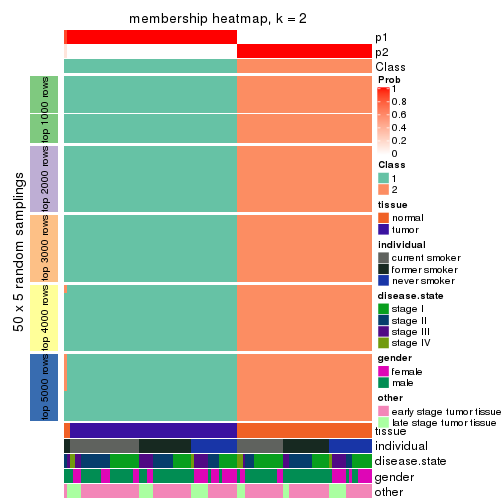 membership heatmap, k = 2
p1
p2
Class
50 x 5 random samplings
top 1000 rows
top 2000 rows
top 3000 rows
top 4000 rows
top 5000 rows
tissue
individual
disease.state
gender
other
Prob
1
0.8
0.6
0.4
0.2
0
Class
1
2
tissue
normal
tumor
individual
current smoker
former smoker
never smoker
disease.state
stage I
stage II
stage III
stage IV
gender
female
male
other
early stage tumor tissue
late stage tumor tissue